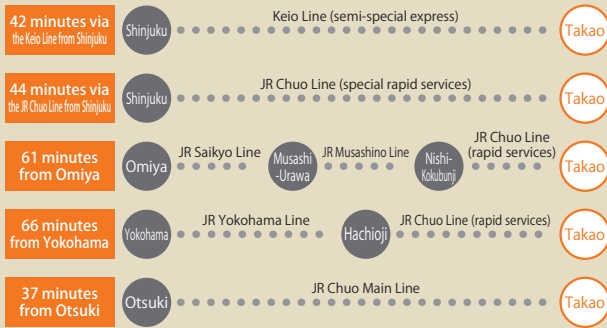 42 minutes via
the Keio Line from Shinjuku
Shinjuku
Keio Line (semi-special express)
Takao
44 minutes via
the JR Chuo Line from Shinjuku
Shinjuku
JR Chuo Line (special rapid services)
Takao
61 minutes
from Omiya
Omiya
JR Saikyo Line
Musashi
-Urawa
JR Musashino Line
Nishi-
Kokubunji
JR Chuo Line
(rapid services)
Takao
66 minutes
from Yokohama
Yokohama
JR Yokohama Line
Hachioji
JR Chuo Line (rapid services)
Takao
37 minutes
from Otsuki
Otsuki
JR Chuo Main Line
Takao